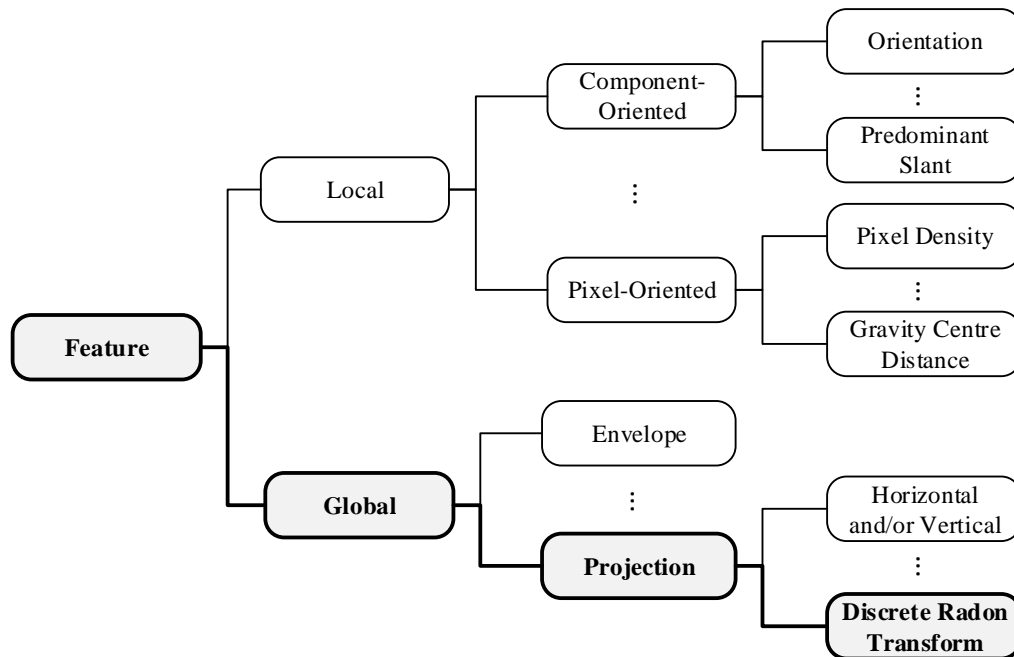 Orientation
Component-
Oriented
⋮
Predominant
Slant
Local
⋮
Pixel Density
Pixel-Oriented
⋮
Gravity Centre
Distance
Feature
Envelope
Global
⋮
Horizontal
and/or Vertical
Projection
⋮
Discrete Radon
Transform